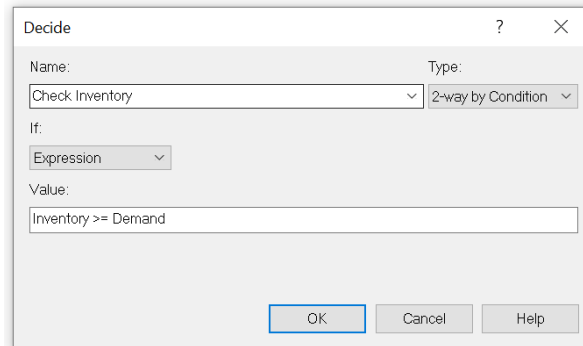 Decide
?
Name:
Type:
Check Inventory
2-way by Condition
If:
Expression
Value:
Inventory >= Demand
OK
Cancel
Help